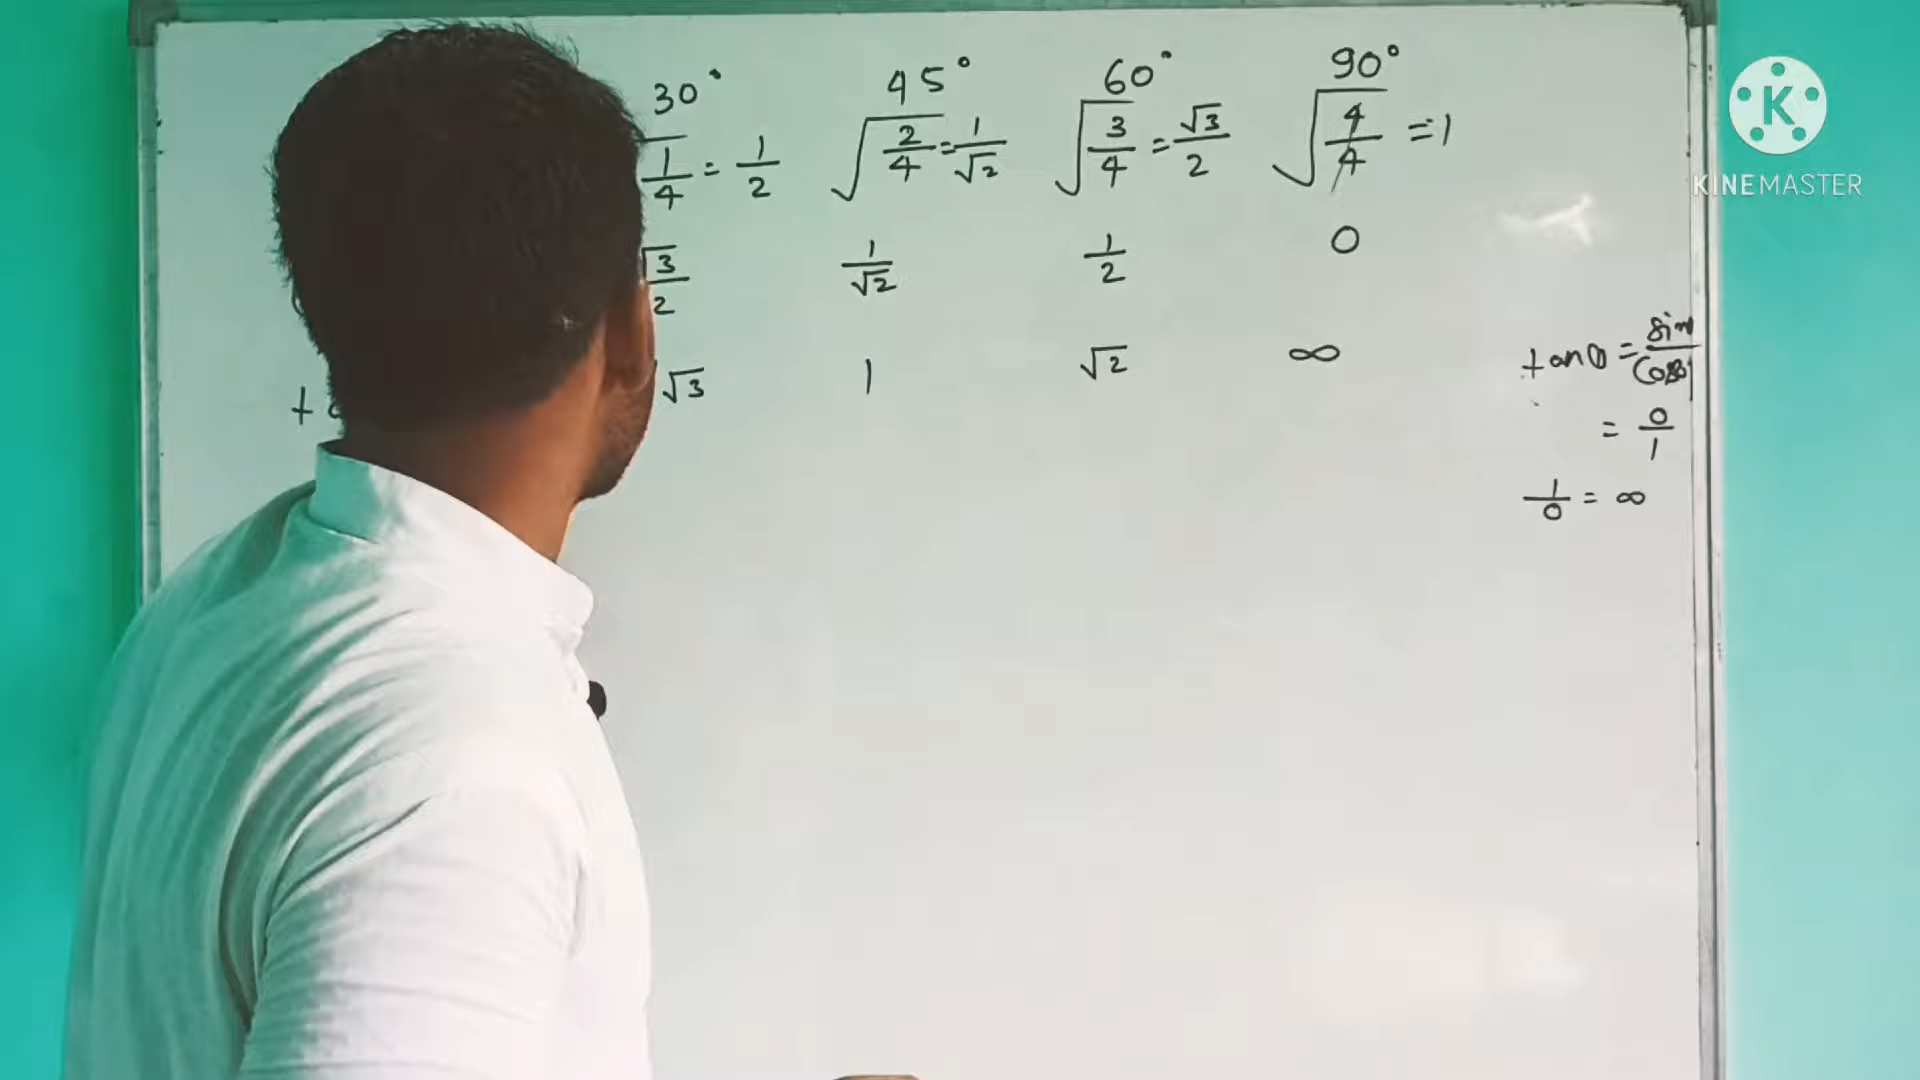 30° 45° 60° 90°
√1/4 = 1/2 √2/4 = 1/√2 √3/4 = √3/2 √4/4 = 1
√3/2 1/√2 1/2 0
√3 1 √2 ∞
tanθ = sin/cosθ
= 0/1
1/0 = ∞
K
KINEMASTER